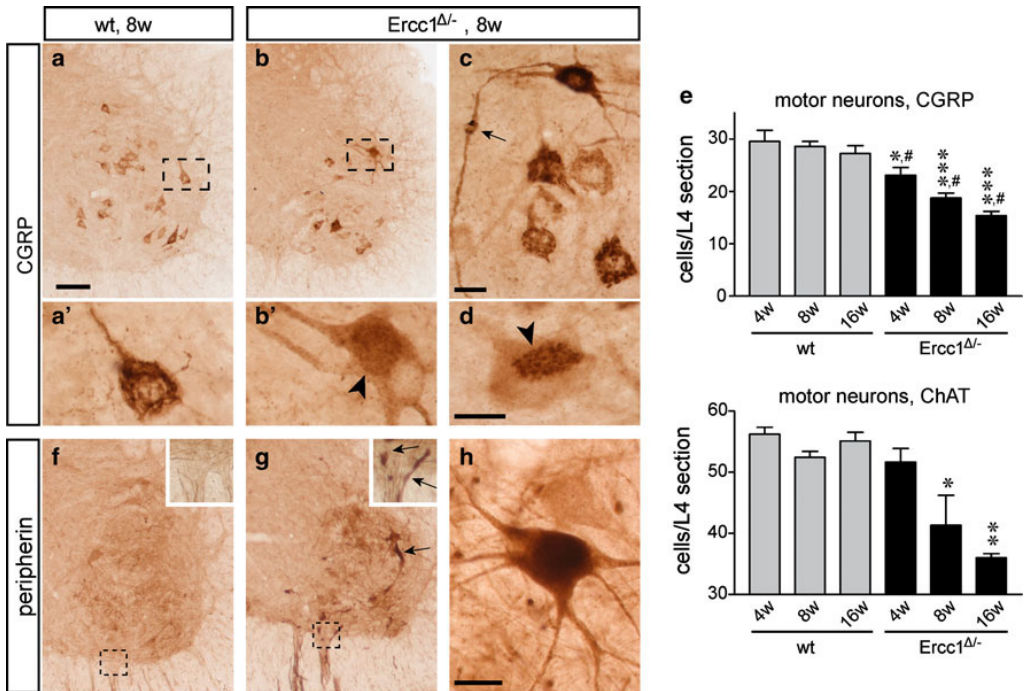 wt, 8w
Ercc1Δ/- , 8w
CGRP
a
b
c
a'
b'
d
peripherin
f
g
h
e
motor neurons, CGRP
cells/L4 section
30
20
10
0
*,#
***,#
***,#
4w
8w
16w
4w
8w
16w
wt
Ercc1Δ/-
motor neurons, ChAT
cells/L4 section
60
50
40
30
*
**
4w
8w
16w
4w
8w
16w
wt
Ercc1Δ/-